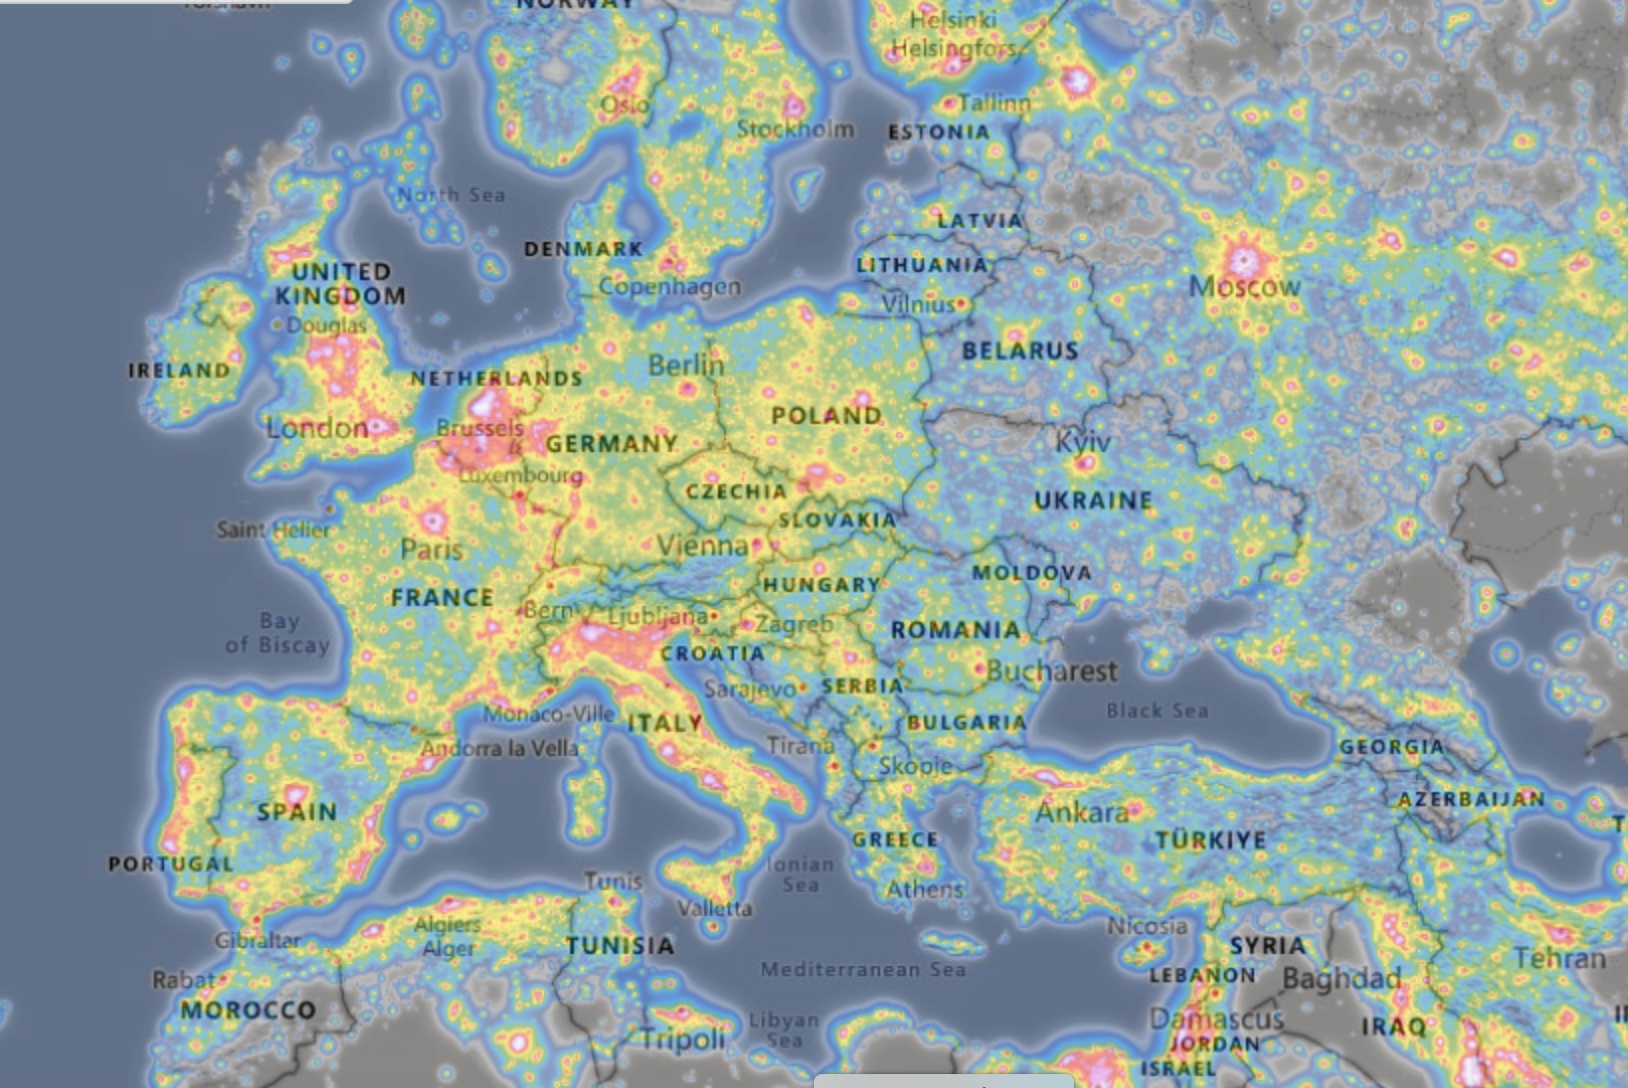 NORWAY
Helsinki
Helsingfors
Oslo
Tallinn
Stockholm
ESTONIA
North Sea
LATVIA
DENMARK
LITHUANIA
UNITED
KINGDOM
Copenhagen
Moscow
Vilnius
Douglas
BELARUS
IRELAND
Berlin
NETHERLANDS
POLAND
London
Brussels
GERMANY
Kyiv
Luxembourg
CZECHIA
UKRAINE
SLOVAKIA
Saint Helier
Paris
Vienna
MOLDOVA
HUNGARY
FRANCE
Bern
Ljubljana
Zagreb
Bay
of Biscay
ROMANIA
CROATIA
Bucharest
Sarajevo
SERBIA
Monaco-Ville
ITALY
Black Sea
BULGARIA
Andorra la Vella
Tirana
Skopie
GEORGIA
AZERBAIJAN
SPAIN
Ankara
GREECE
TÜRKIYE
PORTUGAL
Ionian
Sea
Tunis
Athens
Valletta
Algiers
Alger
Nicosia
Gibraltar
TUNISIA
SYRIA
Tehran
Mediterranean Sea
LEBANON
Baghdad
Rabat
MOROCCO
Libyan
Sea
Damascus
IRAQ
Tripoli
JORDAN
ISRAEL